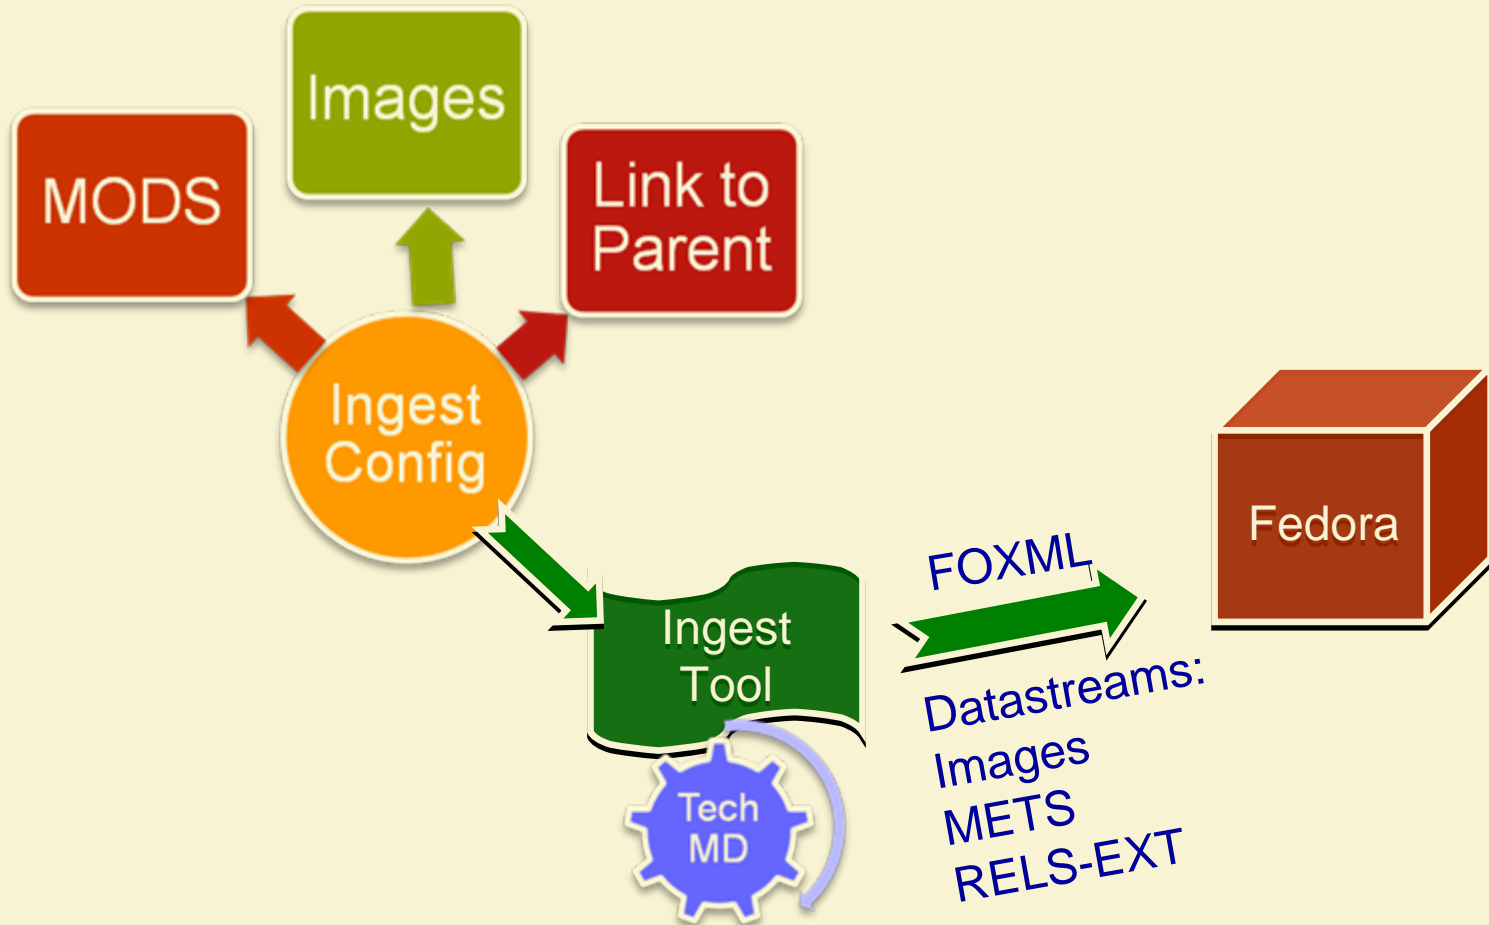 Images
MODS
Link to
Parent
Ingest
Config
Ingest
Tool
Tech
MD
FOXML
Datastreams:
Images
METS
RELS-EXT
Fedora